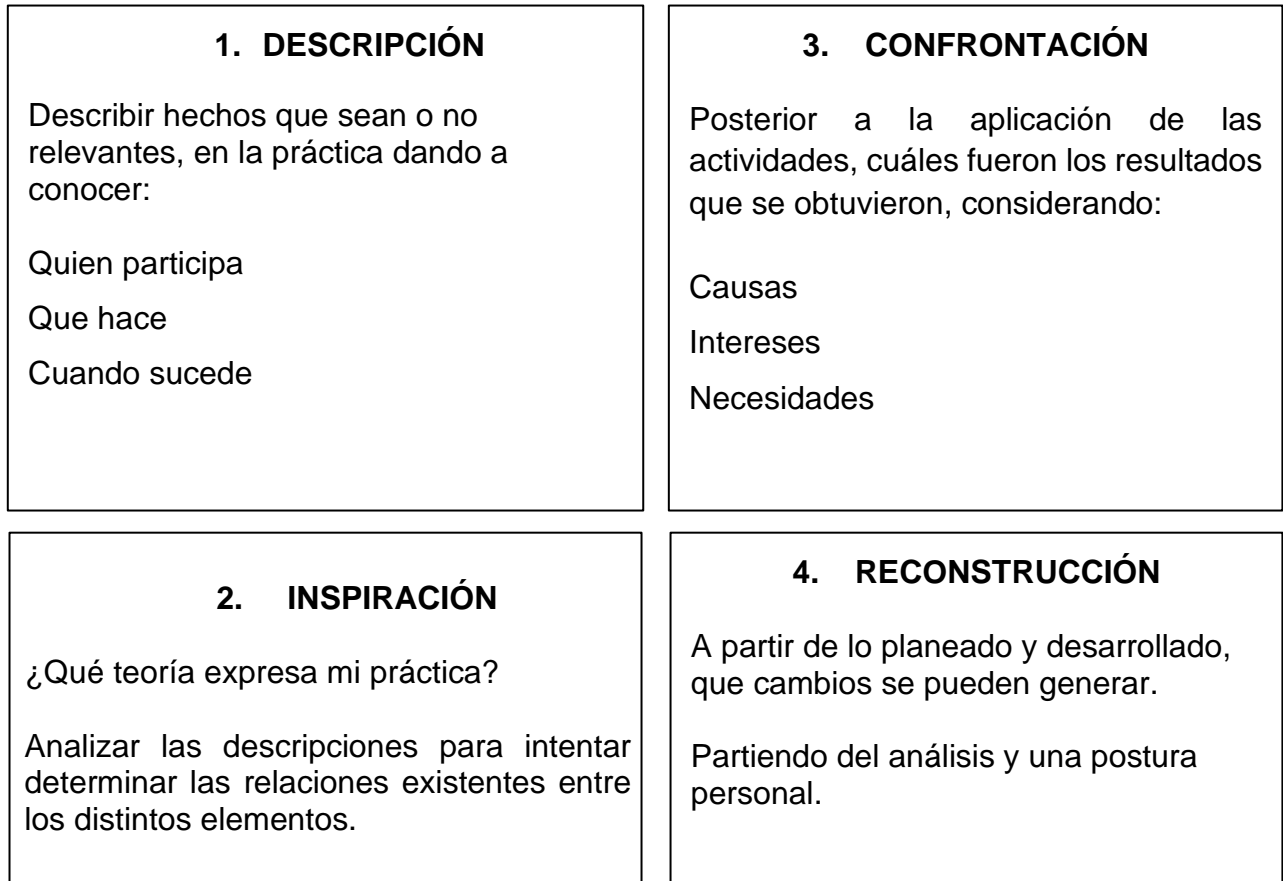 1. DESCRIPCIÓN
Describir hechos que sean o no
relevantes, en la práctica dando a
conocer:
Quien participa
Que hace
Cuando sucede
2. INSPIRACIÓN
¿Qué teoría expresa mi práctica?
Analizar las descripciones para intentar
determinar las relaciones existentes entre
los distintos elementos.
3. CONFRONTACIÓN
Posterior a la aplicación de las
actividades, cuáles fueron los resultados
que se obtuvieron, considerando:
Causas
Intereses
Necesidades
4. RECONSTRUCCIÓN
A partir de lo planeado y desarrollado,
que cambios se pueden generar.
Partiendo del análisis y una postura
personal.